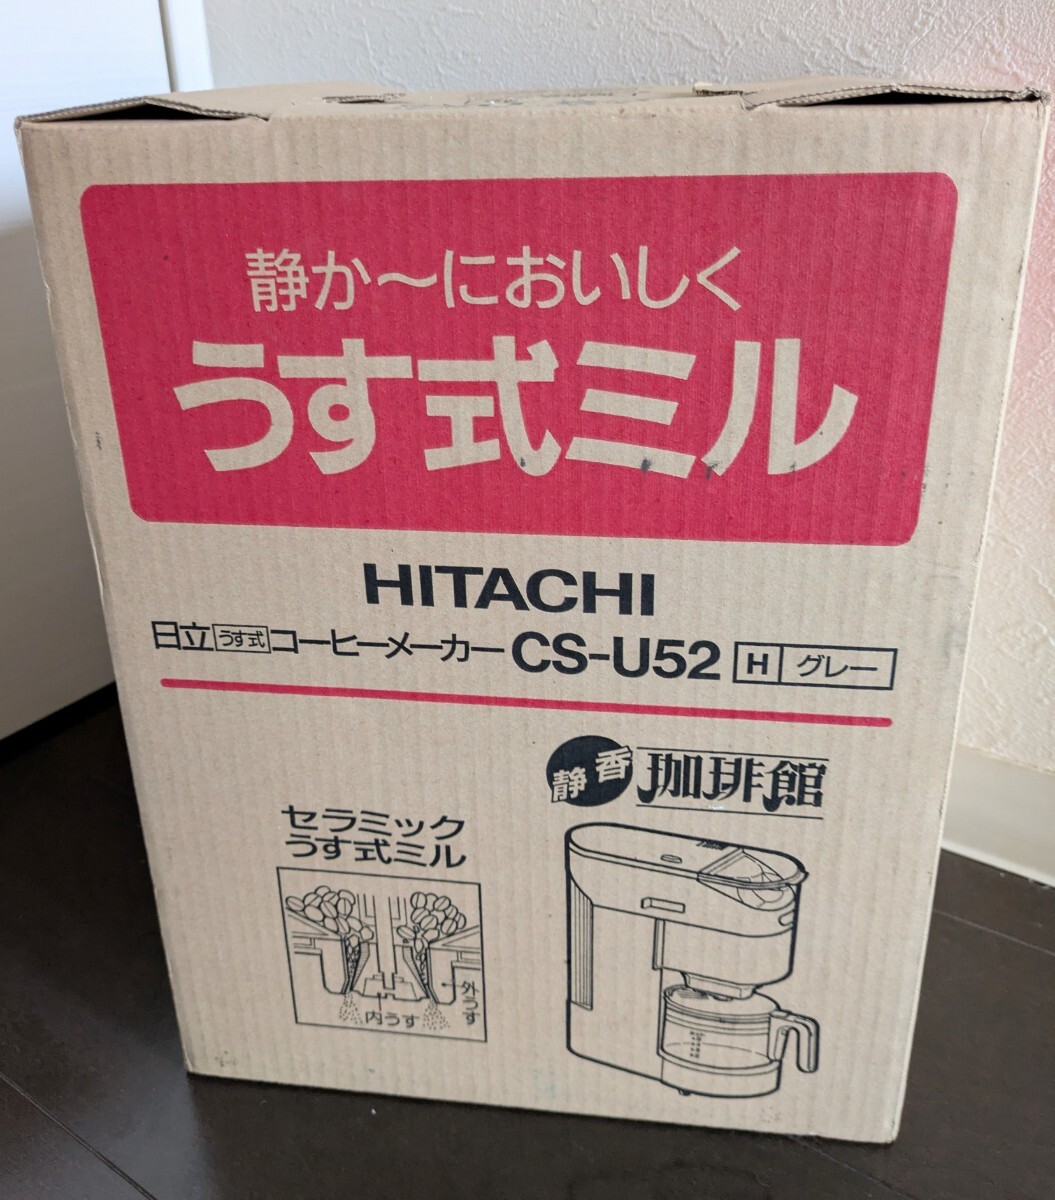 静か～においしく
うす式ミル
HITACHI
日立うす式コーヒーメーカー CS-U52 H グレー
静香 珈琲館
セラミック
うす式ミル
外うす
内うす